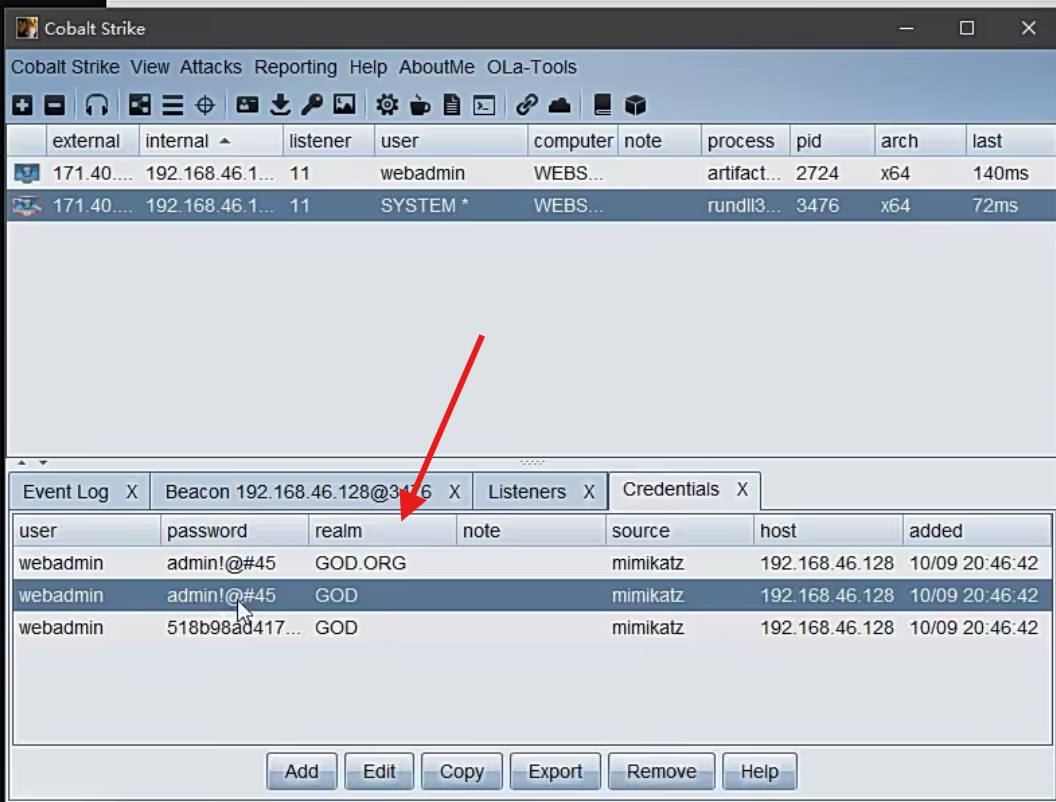 Cobalt Strike
Cobalt Strike View Attacks Reporting Help AboutMe OLa-Tools
external internal listener user computer note process pid arch last
171.40.... 192.168.46.1... 11 webadmin WEBS... artifact... 2724 x64 140ms
171.40.... 192.168.46.1... 11 SYSTEM * WEBS... rundll3... 3476 x64 72ms
Event Log X Beacon 192.168.46.128@3476 X Listeners X Credentials X
user password realm note source host added
webadmin admin!@#45 GOD.ORG mimikatz 192.168.46.128 10/09 20:46:42
webadmin admin!@#45 GOD mimikatz 192.168.46.128 10/09 20:46:42
webadmin 518b98ad417... GOD mimikatz 192.168.46.128 10/09 20:46:42
Add Edit Copy Export Remove Help